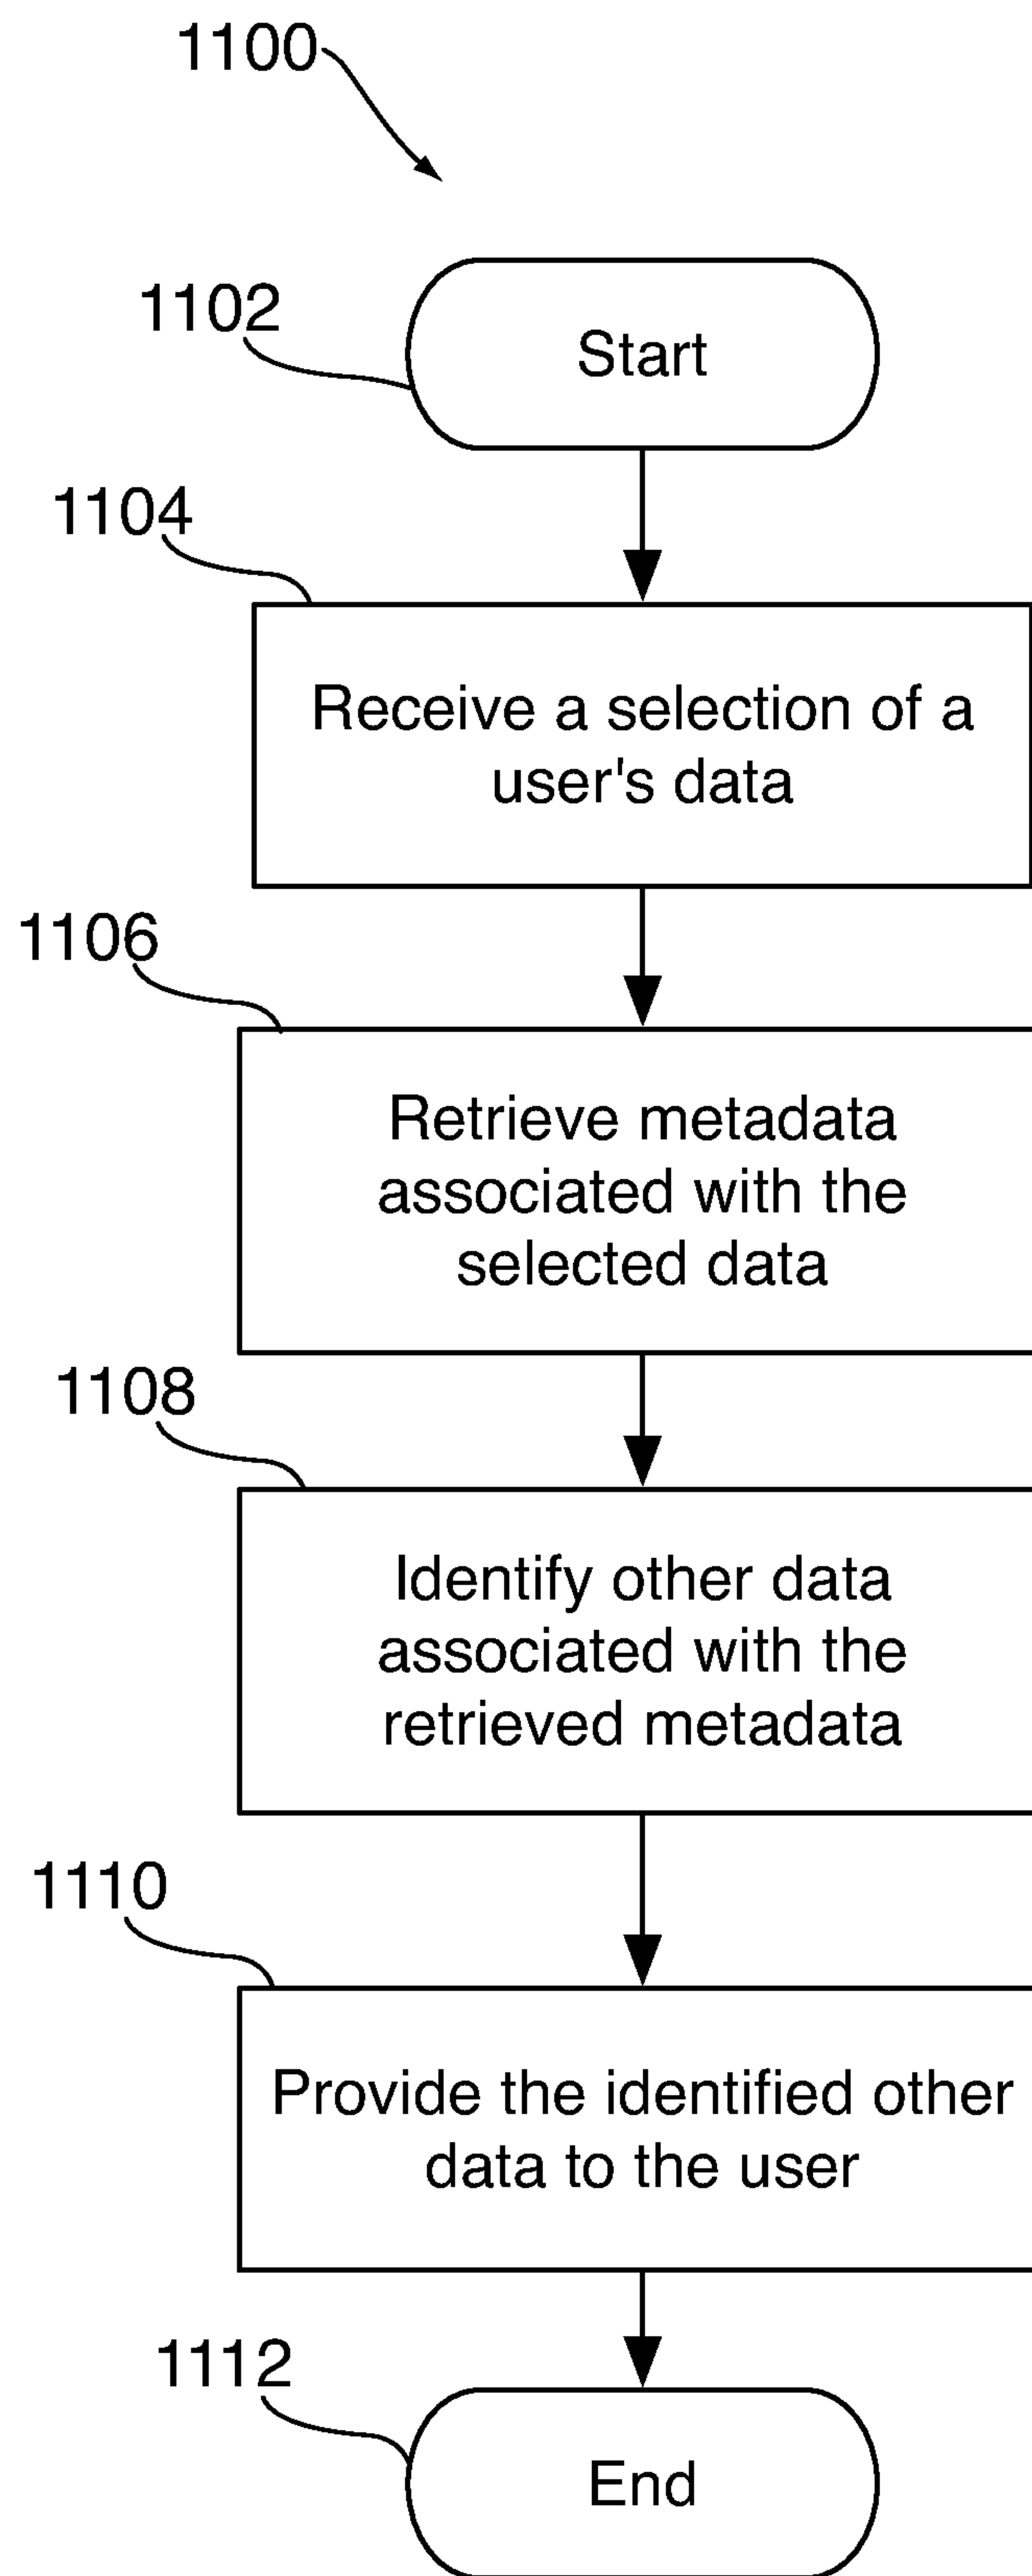 1100
1102
Start
1104
Receive a selection of a
user's data
1106
Retrieve metadata
associated with the
selected data
1108
Identify other data
associated with the
retrieved metadata
1110
Provide the identified other
data to the user
1112
End